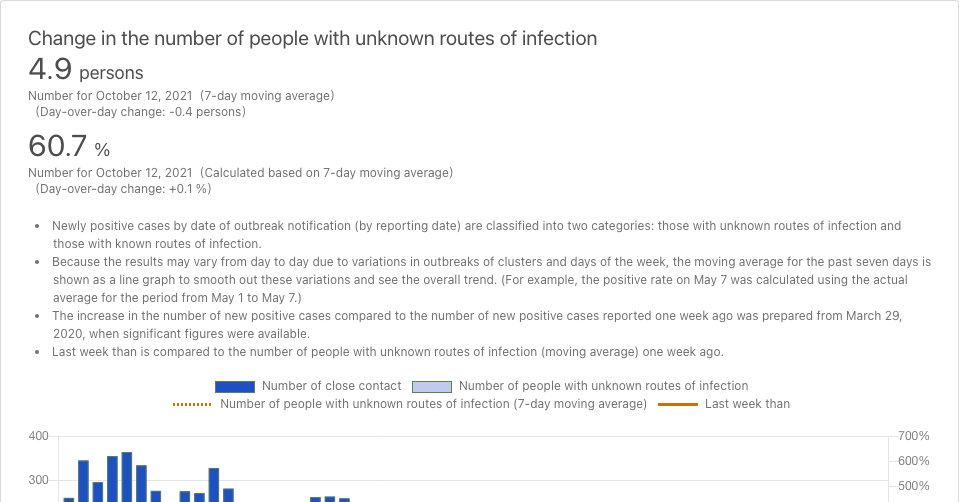 Change in the number of people with unknown routes of infection
4.9 persons
Number for October 12, 2021  (7-day moving average)
(Day-over-day change: -0.4 persons)
60.7 %
Number for October 12, 2021  (Calculated based on 7-day moving average)
(Day-over-day change: +0.1 %)
• Newly positive cases by date of outbreak notification (by reporting date) are classified into two categories: those with unknown routes of infection and
those with known routes of infection.
• Because the results may vary from day to day due to variations in outbreaks of clusters and days of the week, the moving average for the past seven days is
shown as a line graph to smooth out these variations and see the overall trend. (For example, the positive rate on May 7 was calculated using the actual
average for the period from May 1 to May 7.)
• The increase in the number of new positive cases compared to the number of new positive cases reported one week ago was prepared from March 29,
2020, when significant figures were available.
• Last week than is compared to the number of people with unknown routes of infection (moving average) one week ago.
Number of close contact Number of people with unknown routes of infection
Number of people with unknown routes of infection (7-day moving average) Last week than
400 700%
600%
300 500%